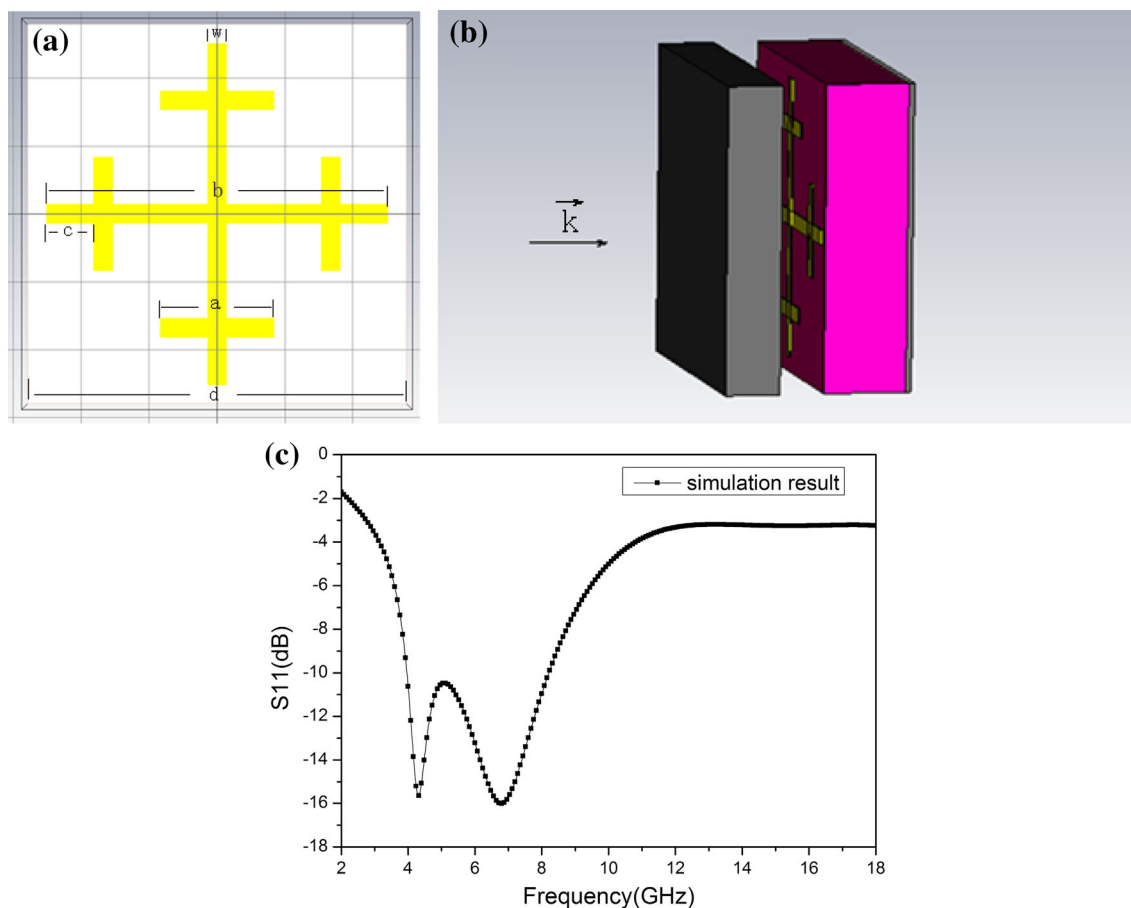 (a)
w
b
c
a
d
(b)
k
(c)
simulation result
0
-2
-4
-6
-8
-10
-12
-14
-16
-18
S11(dB)
2 4 6 8 10 12 14 16 18
Frequency(GHz)